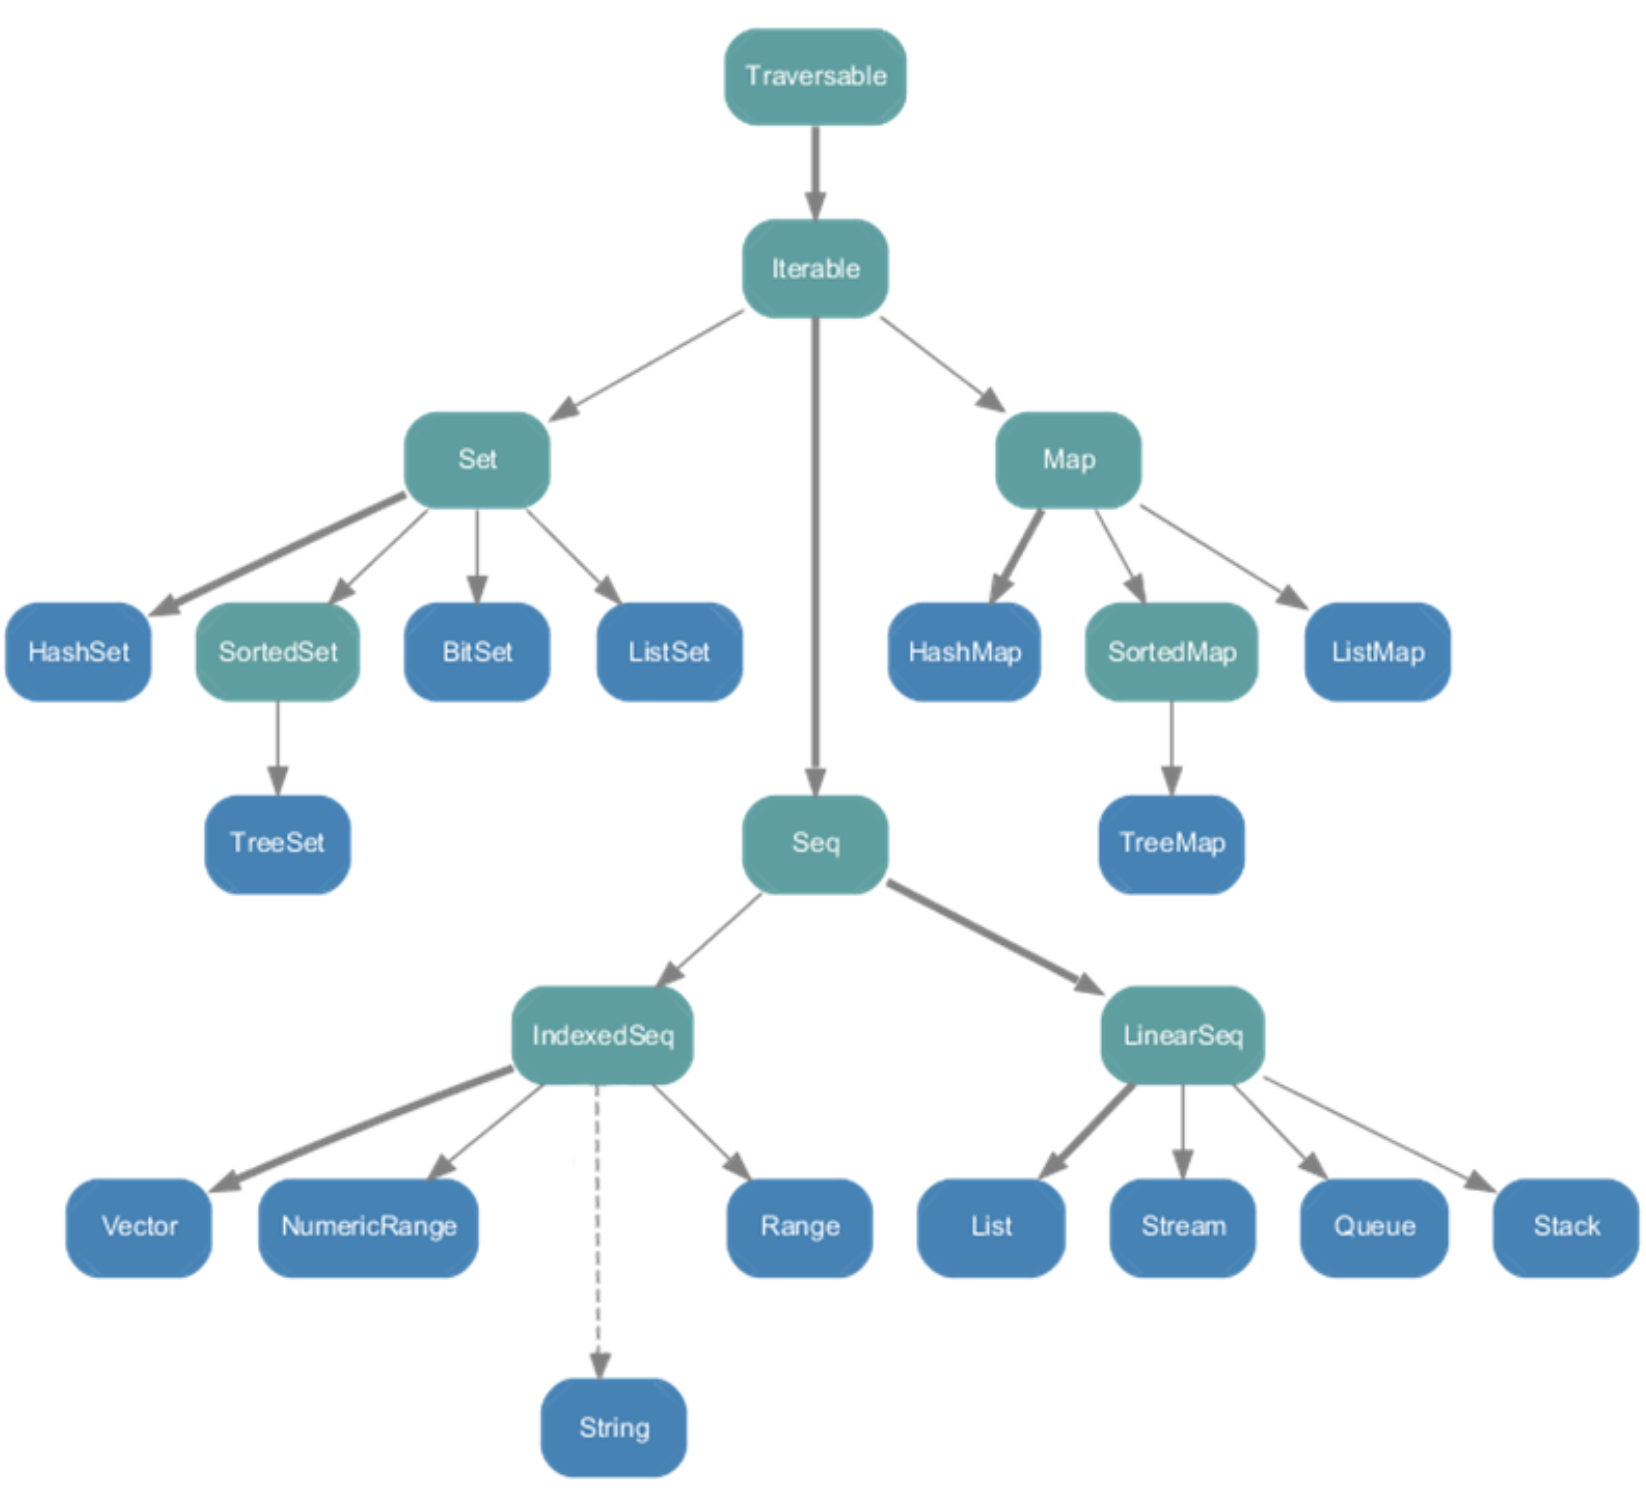 Traversable
Iterable
Set
Map
HashSet
SortedSet
BitSet
ListSet
HashMap
SortedMap
ListMap
TreeSet
Seq
TreeMap
IndexedSeq
LinearSeq
Vector
NumericRange
Range
List
Stream
Queue
Stack
String